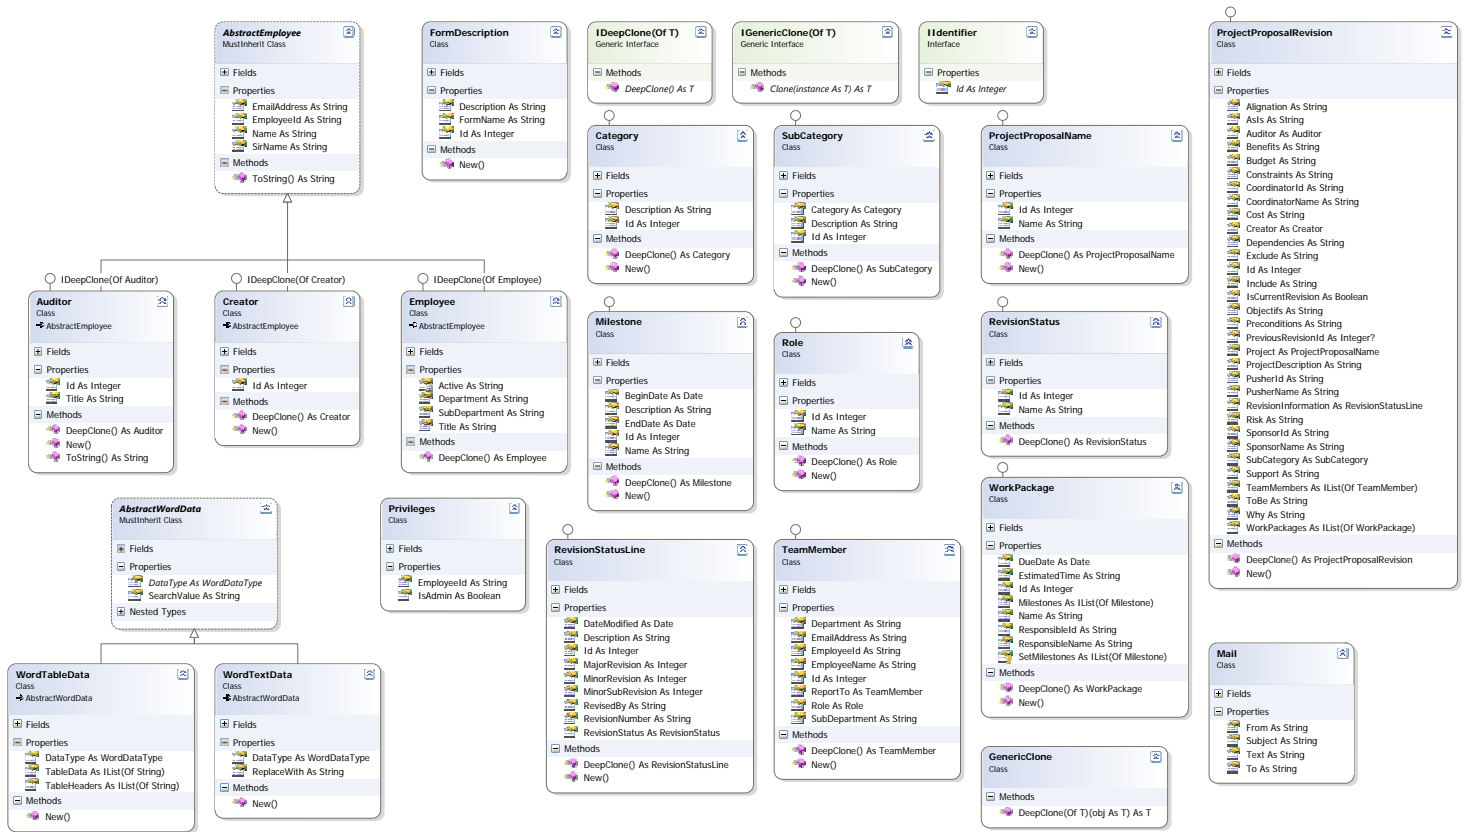 AbstractEmployee
MustInherit Class
Fields
Properties
EmailAddress As String
EmployeeId As String
Name As String
SirName As String
Methods
ToString() As String
FormDescription
Class
Fields
Properties
Description As String
FormName As String
Id As Integer
Methods
New()
IDeepClone(Of T)
Generic Interface
Methods
DeepClone() As T
IGenericClone(Of T)
Generic Interface
Methods
Clone(instance As T) As T
IIdentifier
Interface
Properties
Id As Integer
ProjectProposalRevision
Class
Fields
Properties
Alignation As String
AsIs As String
Auditor As Auditor
Benefits As String
Budget As String
Constraints As String
CoordinatorId As String
CoordinatorName As String
Cost As String
Creator As Creator
Dependencies As String
Exclude As String
Id As Integer
Include As String
IsCurrentRevision As Boolean
Objectifs As String
Preconditions As String
PreviousRevisionId As Integer?
Project As ProjectProposalName
ProjectDescription As String
PusherId As String
PusherName As String
RevisionInformation As RevisionStatusLine
Risk As String
SponsorId As String
SponsorName As String
SubCategory As SubCategory
Support As String
TeamMembers As IList(Of TeamMember)
ToBe As String
Why As String
WorkPackages As IList(Of WorkPackage)
Methods
DeepClone() As ProjectProposalRevision
New()
Category
Class
Fields
Properties
Description As String
Id As Integer
Methods
DeepClone() As Category
New()
SubCategory
Class
Fields
Properties
Category As Category
Description As String
Id As Integer
Methods
DeepClone() As SubCategory
New()
ProjectProposalName
Class
Fields
Properties
Id As Integer
Name As String
Methods
DeepClone() As ProjectProposalName
New()
IDeepClone(Of Auditor)
Auditor
Class
AbstractEmployee
Fields
Properties
Id As Integer
Title As String
Methods
DeepClone() As Auditor
New()
ToString() As String
IDeepClone(Of Creator)
Creator
Class
AbstractEmployee
Fields
Properties
Id As Integer
Methods
DeepClone() As Creator
New()
IDeepClone(Of Employee)
Employee
Class
AbstractEmployee
Fields
Properties
Active As String
Department As String
SubDepartment As String
Title As String
Methods
DeepClone() As Employee
Milestone
Class
Fields
Properties
BeginDate As Date
Description As String
EndDate As Date
Id As Integer
Name As String
Methods
DeepClone() As Milestone
New()
Role
Class
Fields
Properties
Id As Integer
Name As String
Methods
DeepClone() As Role
New()
RevisionStatus
Class
Fields
Properties
Id As Integer
Name As String
Methods
DeepClone() As RevisionStatus
AbstractWordData
MustInherit Class
Fields
Properties
DataType As WordDataType
SearchValue As String
Nested Types
Privileges
Class
Fields
Properties
EmployeeId As String
IsAdmin As Boolean
RevisionStatusLine
Class
Fields
Properties
DateModified As Date
Description As String
Id As Integer
MajorRevision As Integer
MinorRevision As Integer
MinorSubRevision As Integer
RevisedBy As String
RevisionNumber As String
RevisionStatus As RevisionStatus
Methods
DeepClone() As RevisionStatusLine
New()
TeamMember
Class
Fields
Properties
Department As String
EmailAddress As String
EmployeeId As String
EmployeeName As String
Id As Integer
ReportTo As TeamMember
Role As Role
SubDepartment As String
Methods
DeepClone() As TeamMember
New()
WorkPackage
Class
Fields
Properties
DueDate As Date
EstimatedTime As String
Id As Integer
Milestones As IList(Of Milestone)
Name As String
ResponsibleId As String
ResponsibleName As String
SetMilestones As IList(Of Milestone)
Methods
DeepClone() As WorkPackage
New()
WordTableData
Class
AbstractWordData
Fields
Properties
DataType As WordDataType
TableData As IList(Of String)
TableHeaders As IList(Of String)
Methods
New()
WordTextData
Class
AbstractWordData
Fields
Properties
DataType As WordDataType
ReplaceWith As String
Methods
New()
GenericClone
Class
Methods
DeepClone(Of T)(obj As T) As T
Mail
Class
Fields
Properties
From As String
Subject As String
Text As String
To As String